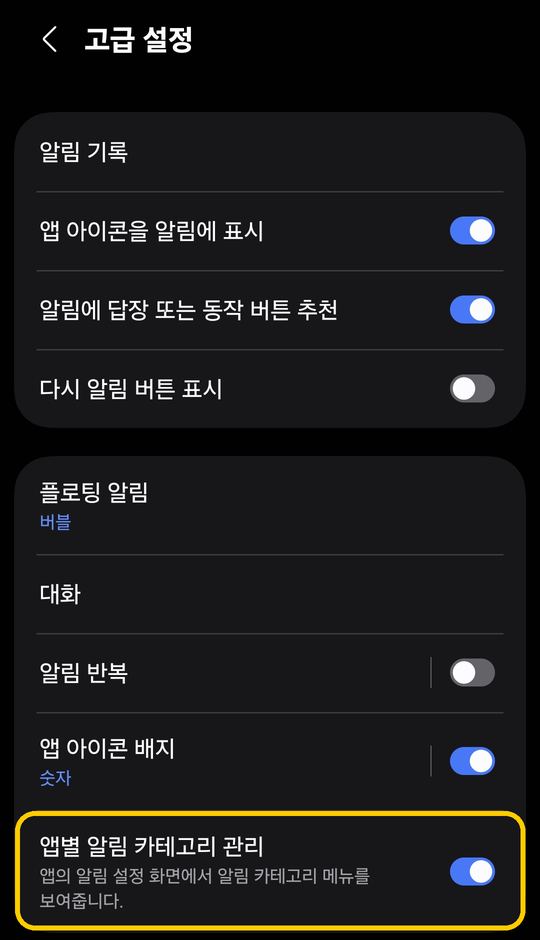 고급 설정
알림 기록
앱 아이콘을 알림에 표시
알림에 답장 또는 동작 버튼 추천
다시 알림 버튼 표시
플로팅 알림
버블
대화
알림 반복
앱 아이콘 배지
숫자
앱별 알림 카테고리 관리
앱의 알림 설정 화면에서 알림 카테고리 메뉴를
보여줍니다.